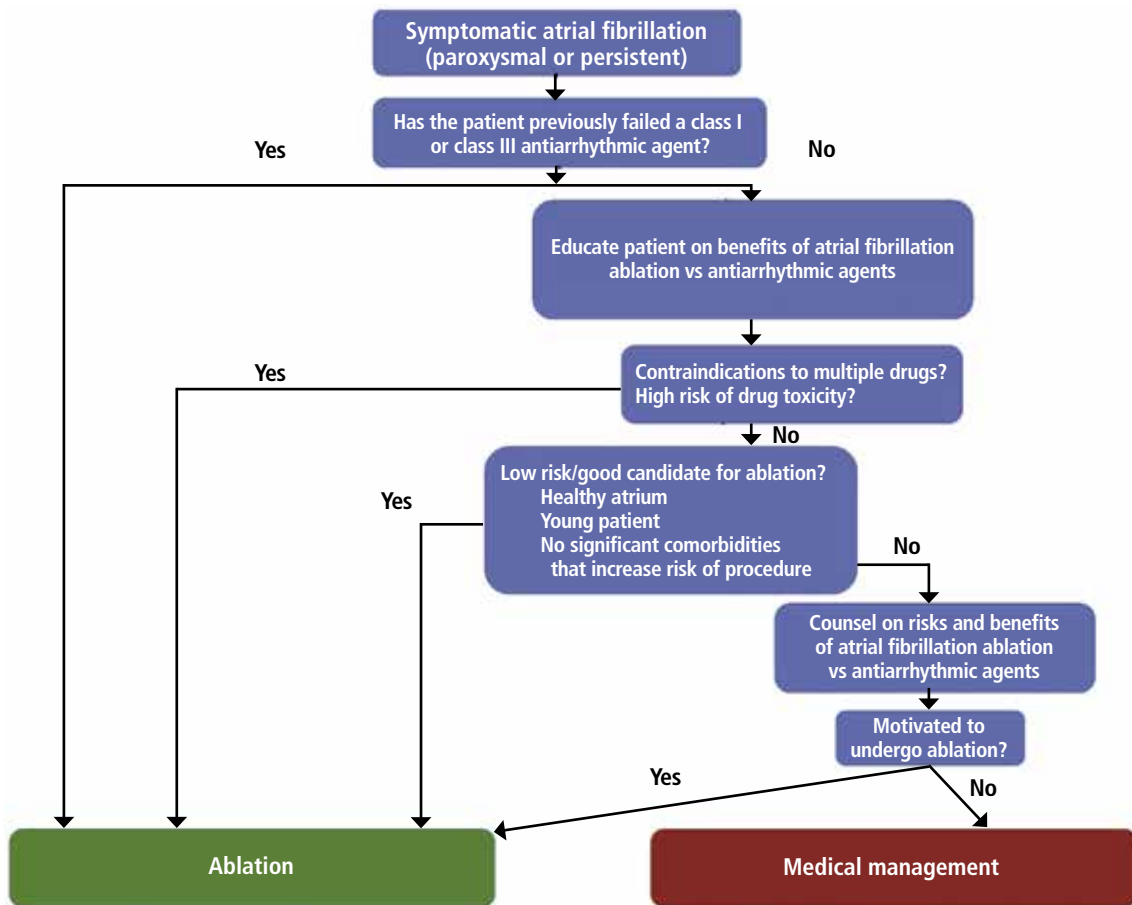 Symptomatic atrial fibrillation
(paroxysmal or persistent)
Has the patient previously failed a class I
or class III antiarrhythmic agent?
Yes
No
Educate patient on benefits of atrial fibrillation
ablation vs antiarrhythmic agents
Yes
Contraindications to multiple drugs?
High risk of drug toxicity?
No
Low risk/good candidate for ablation?
Healthy atrium
Young patient
No significant comorbidities
that increase risk of procedure
Yes
No
Counsel on risks and benefits
of atrial fibrillation ablation
vs antiarrhythmic agents
Motivated to
undergo ablation?
Yes
No
Ablation
Medical management